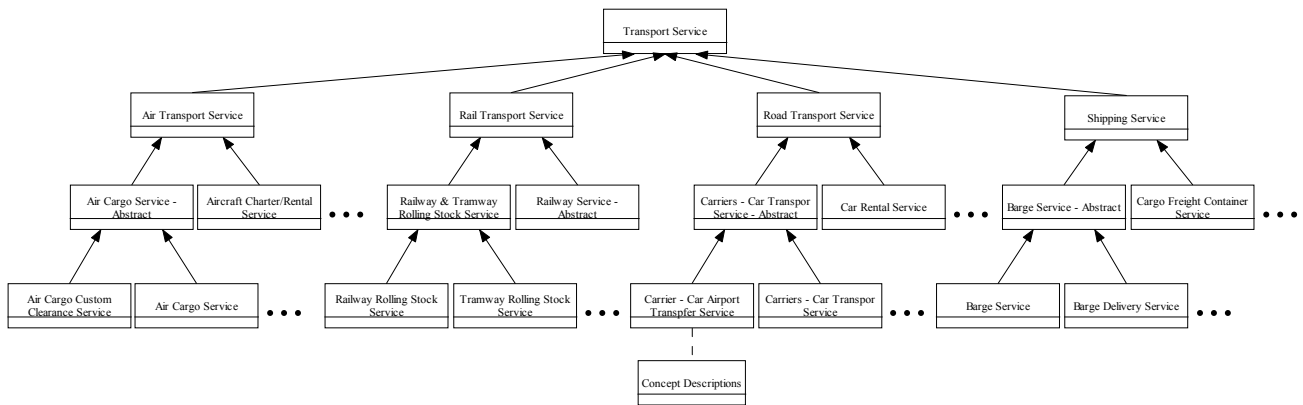 Transport Service
Air Transport Service
Rail Transport Service
Road Transport Service
Shipping Service
Air Cargo Service -
Abstract
Aircraft Charter/Rental
Service
Railway & Tramway
Rolling Stock Service
Railway Service -
Abstract
Carriers - Car Transpor
Service - Abstract
Car Rental Service
Barge Service - Abstract
Cargo Freight Container
Service
Air Cargo Custom
Clearance Service
Air Cargo Service
Railway Rolling Stock
Service
Tramway Rolling Stock
Service
Carrier - Car Airport
Transpfer Service
Carriers - Car Transpor
Service
Barge Service
Barge Delivery Service
Concept Descriptions